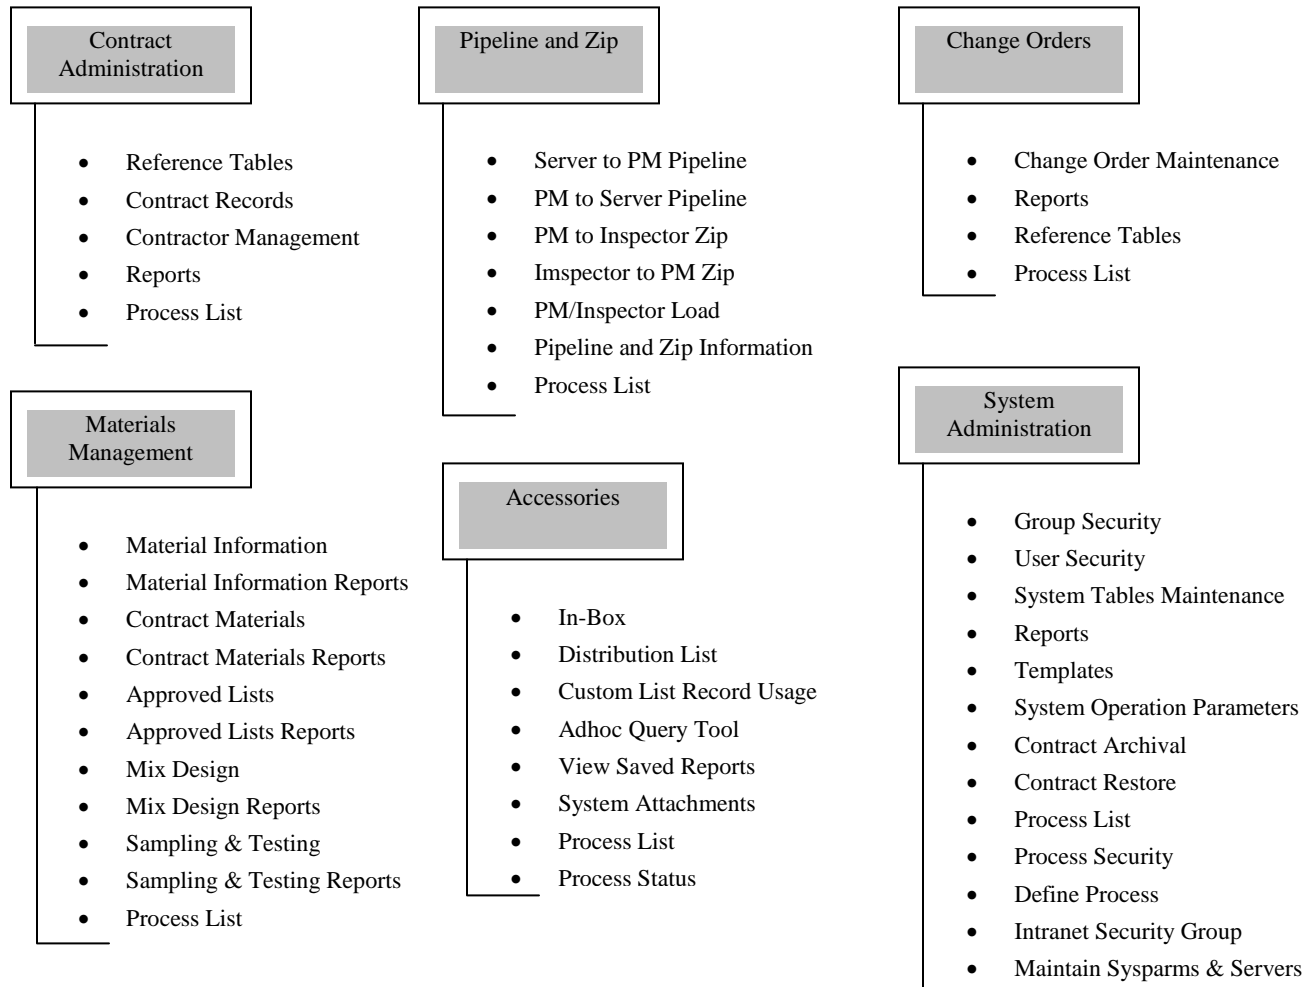 Contract
Administration
• Reference Tables
• Contract Records
• Contractor Management
• Reports
• Process List
Materials
Management
• Material Information
• Material Information Reports
• Contract Materials
• Contract Materials Reports
• Approved Lists
• Approved Lists Reports
• Mix Design
• Mix Design Reports
• Sampling & Testing
• Sampling & Testing Reports
• Process List
Pipeline and Zip
• Server to PM Pipeline
• PM to Server Pipeline
• PM to Inspector Zip
• Imspector to PM Zip
• PM/Inspector Load
• Pipeline and Zip Information
• Process List
Accessories
• In-Box
• Distribution List
• Custom List Record Usage
• Adhoc Query Tool
• View Saved Reports
• System Attachments
• Process List
• Process Status
Change Orders
• Change Order Maintenance
• Reports
• Reference Tables
• Process List
System
Administration
• Group Security
• User Security
• System Tables Maintenance
• Reports
• Templates
• System Operation Parameters
• Contract Archival
• Contract Restore
• Process List
• Process Security
• Define Process
• Intranet Security Group
• Maintain Sysparms & Servers